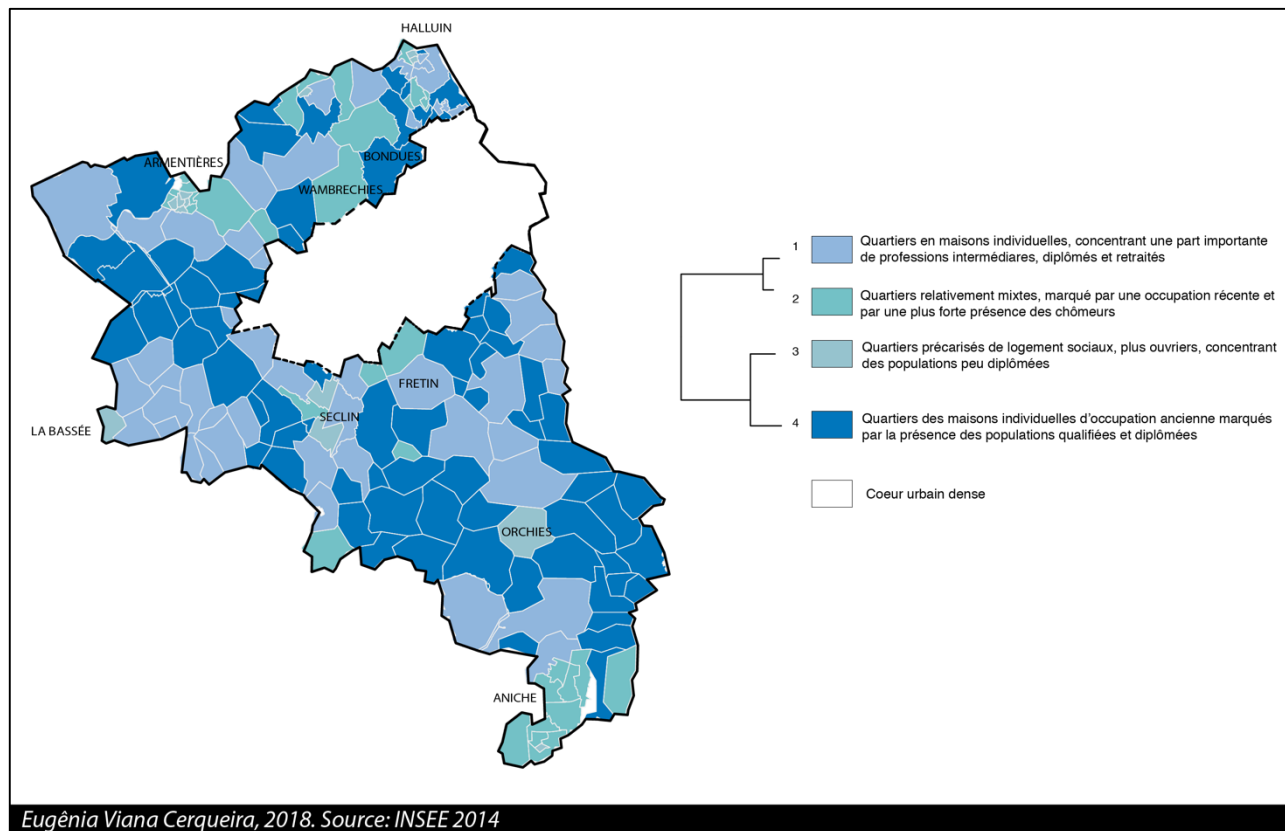 HALLUIN
ARMENTIÈRES
BONDUES
WAMBRECHIES
FRETIN
SECLIN
LA BASSÉE
ORCHIES
ANICHE
1
Quartiers en maisons individuelles, concentrant une part importante
de professions intermédiares, diplômés et retraités
2
Quartiers relativement mixtes, marqué par une occupation récente et
par une plus forte présence des chômeurs
3
Quartiers précarisés de logement sociaux, plus ouvriers, concentrant
des populations peu diplômées
4
Quartiers des maisons individuelles d'occupation ancienne marqués
par la présence des populations qualifiées et diplômées
Coeur urbain dense
Eugênia Viana Cerqueira, 2018. Source: INSEE 2014